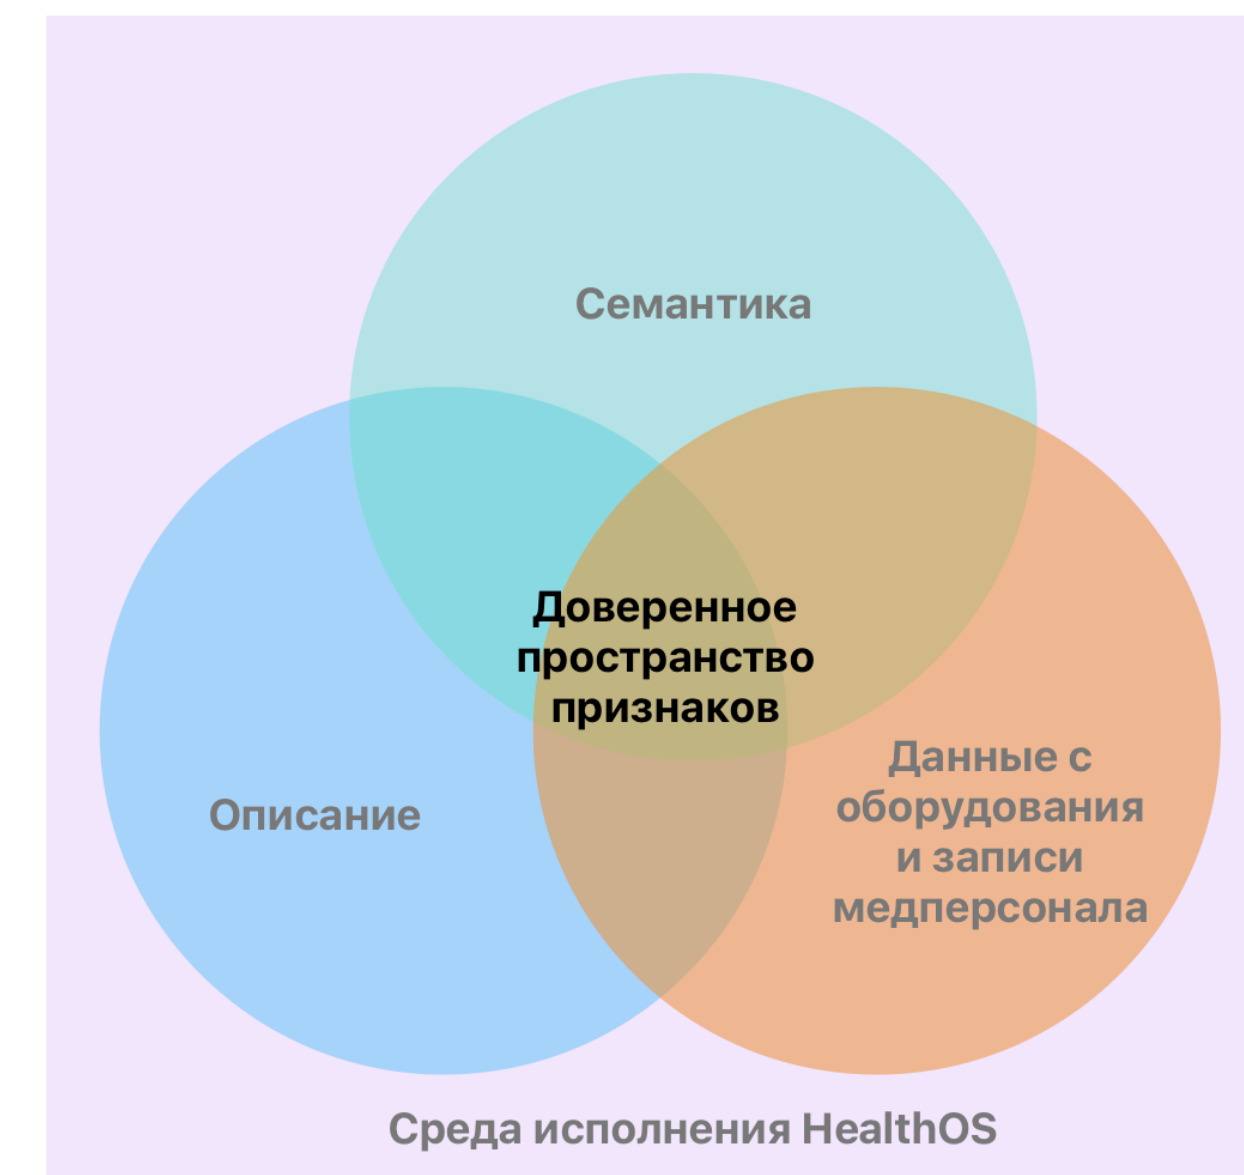 Семантика
Доверенное
пространство
признаков
Данные с
оборудования
и записи
медперсонала
Описание
Среда исполнения HealthOS